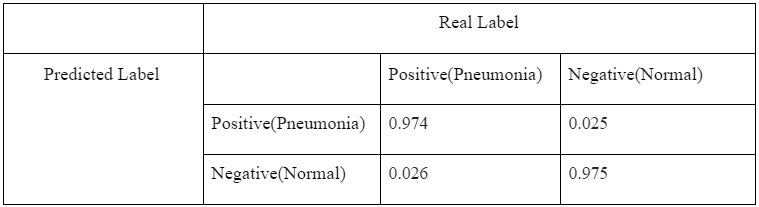 Real Label
Predicted Label
Positive(Pneumonia)
Negative(Normal)
Positive(Pneumonia)
0.974
0.025
Negative(Normal)
0.026
0.975